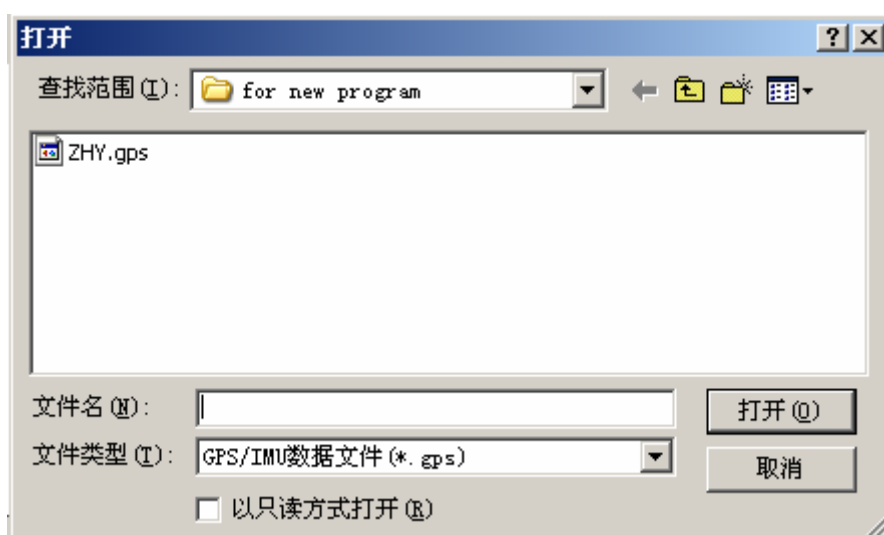 打开
查找范围(I): for new program
ZHY.gps
文件名(N): 打开(O)
文件类型(T): GPS/IMU数据文件(*.gps) 取消
以只读方式打开(R)